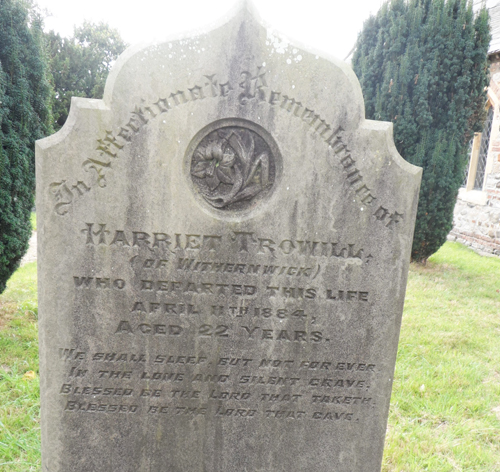 In Affectionate Remembrance of
Harriet Trowill,
(of Withernwick)
who departed this life
April 11th 1884,
Aged 22 Years.
We shall sleep, but not for ever
In the lone and silent grave.
Blessed be the Lord that taketh,
Blessed be the Lord that gave.